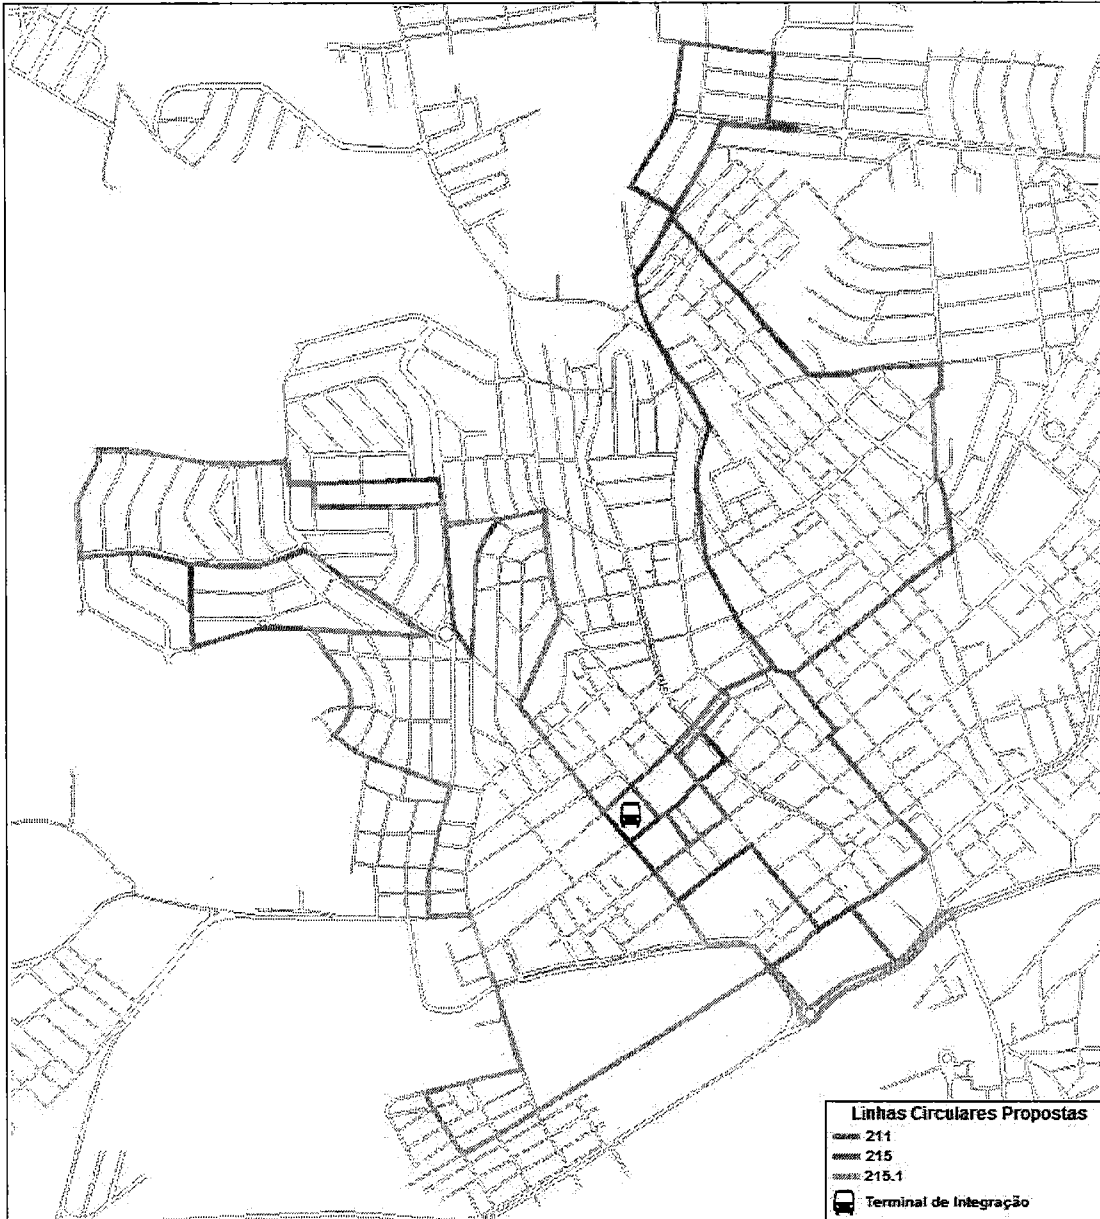 Linhas Circulares Propostas
211
215
215.1
Terminal de Integração